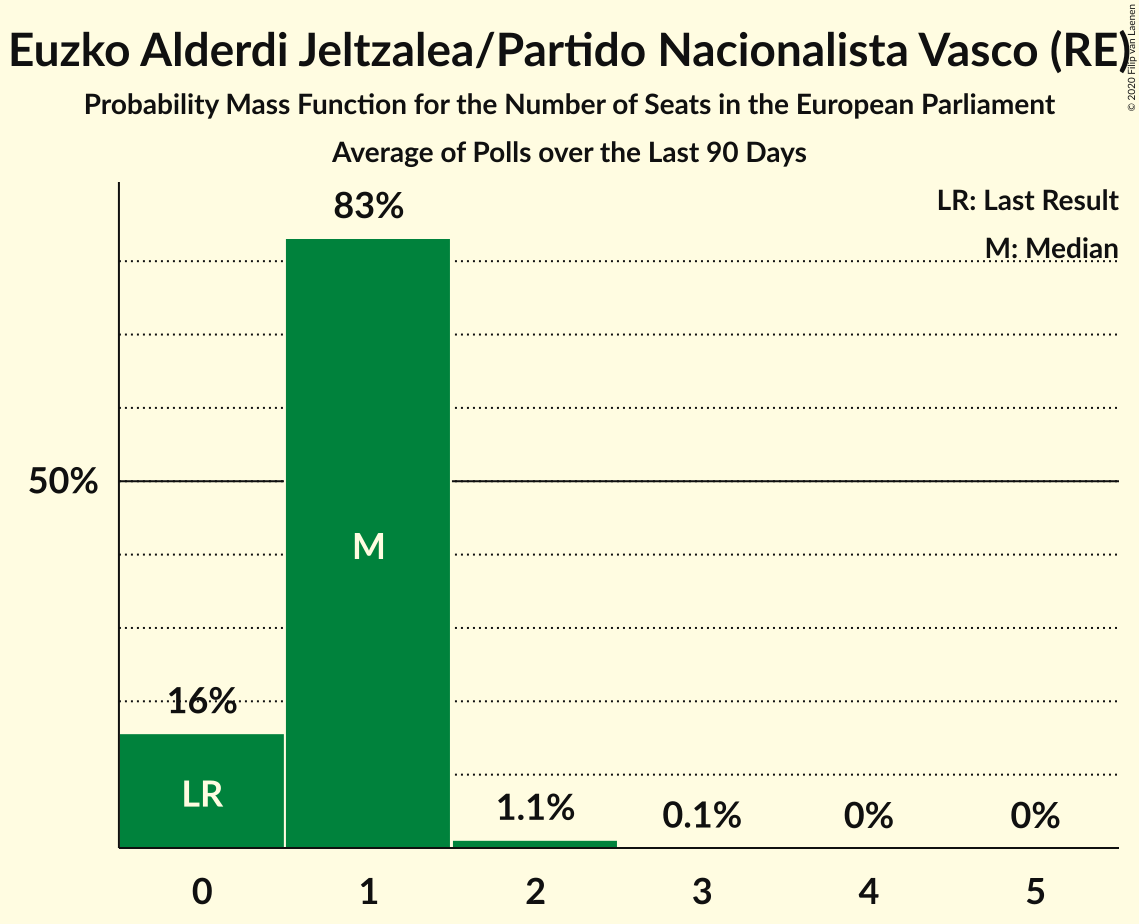 Euzko Alderdi Jeltzalea/Partido Nacionalista Vasco (RE)
© 2020 Filip van Laenen
Probability Mass Function for the Number of Seats in the European Parliament
Average of Polls over the Last 90 Days
LR: Last Result
M: Median
83%
50%
M
16%
LR
1.1%
0.1%
0%
0%
0 1 2 3 4 5